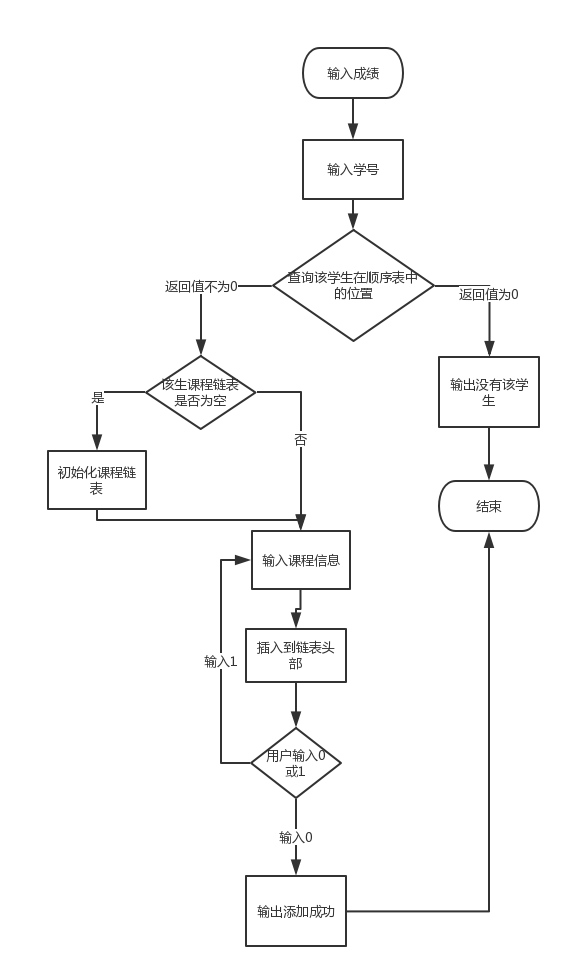 输入成绩
输入学号
查询该学生在顺序表中
的位置
返回值不为0
返回值为0
该生课程链表
是否为空
输出没有该学
生
是
否
初始化课程链
表
结束
输入课程信息
插入到链表头
部
输入1
用户输入0
或1
输入0
输出添加成功